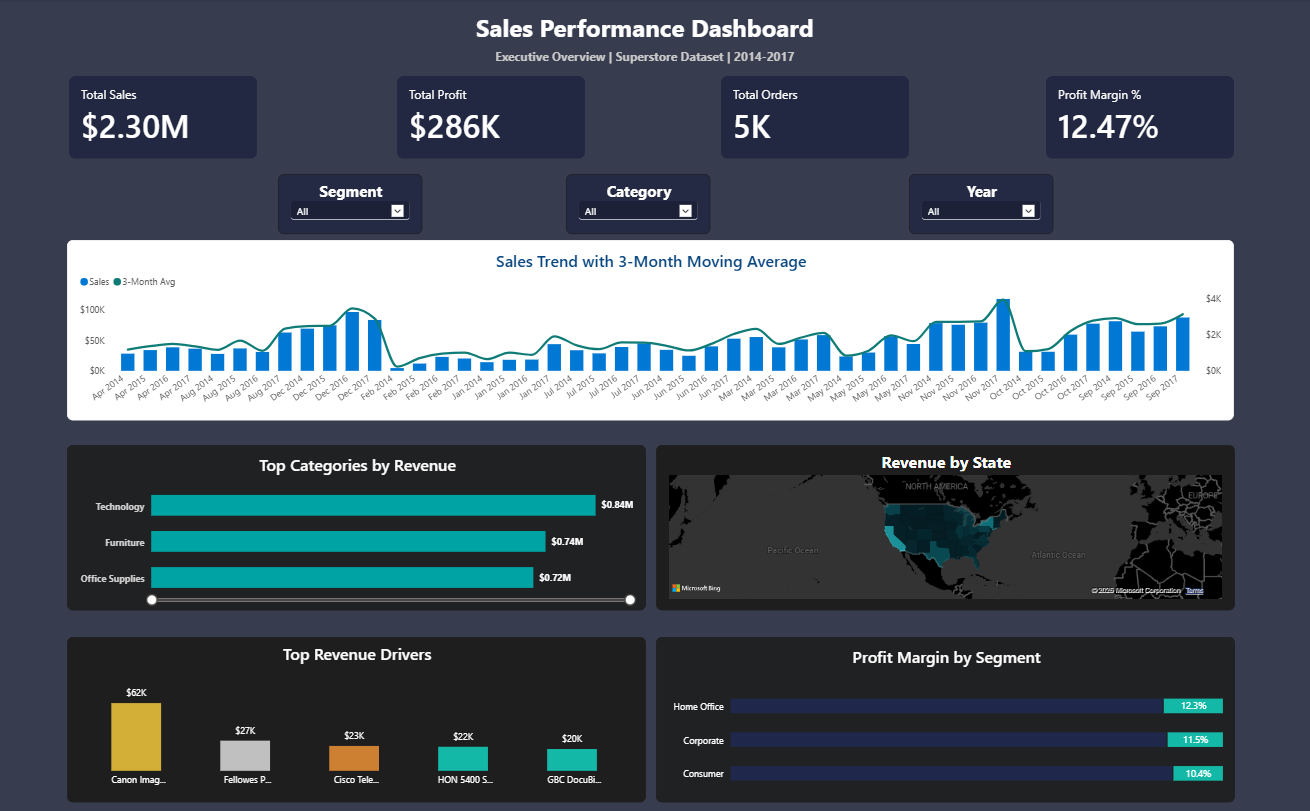 Sales Performance Dashboard
Executive Overview | Superstore Dataset | 2014-2017
Total Sales
$2.30M
Total Profit
$286K
Total Orders
5K
Profit Margin %
12.47%
Segment
All
Category
All
Year
All
Sales Trend with 3-Month Moving Average
Sales
3-Month Avg
$100K
$50K
$0K
$4K
$2K
$0K
Apr 2014
Apr 2015
Apr 2016
Apr 2017
Aug 2014
Aug 2015
Aug 2016
Aug 2017
Dec 2014
Dec 2015
Dec 2016
Dec 2017
Feb 2014
Feb 2015
Feb 2016
Feb 2017
Jan 2014
Jan 2015
Jan 2016
Jan 2017
Jul 2014
Jul 2015
Jul 2016
Jul 2017
Jun 2014
Jun 2015
Jun 2016
Jun 2017
Mar 2014
Mar 2015
Mar 2016
Mar 2017
May 2014
May 2015
May 2016
May 2017
Nov 2014
Nov 2015
Nov 2016
Nov 2017
Oct 2014
Oct 2015
Oct 2016
Oct 2017
Sep 2014
Sep 2015
Sep 2016
Sep 2017
Top Categories by Revenue
Technology $0.84M
Furniture $0.74M
Office Supplies $0.72M
Revenue by State
NORTH AMERICA
EUROPE
Pacific Ocean
Atlantic Ocean
Microsoft Bing
© 2025 Microsoft Corporation Terms
Top Revenue Drivers
$62K
$27K
$23K
$22K
$20K
Canon Imag...
Fellowes P...
Cisco Tele...
HON 5400 S...
GBC DocuBi...
Profit Margin by Segment
Home Office 12.3%
Corporate 11.5%
Consumer 10.4%